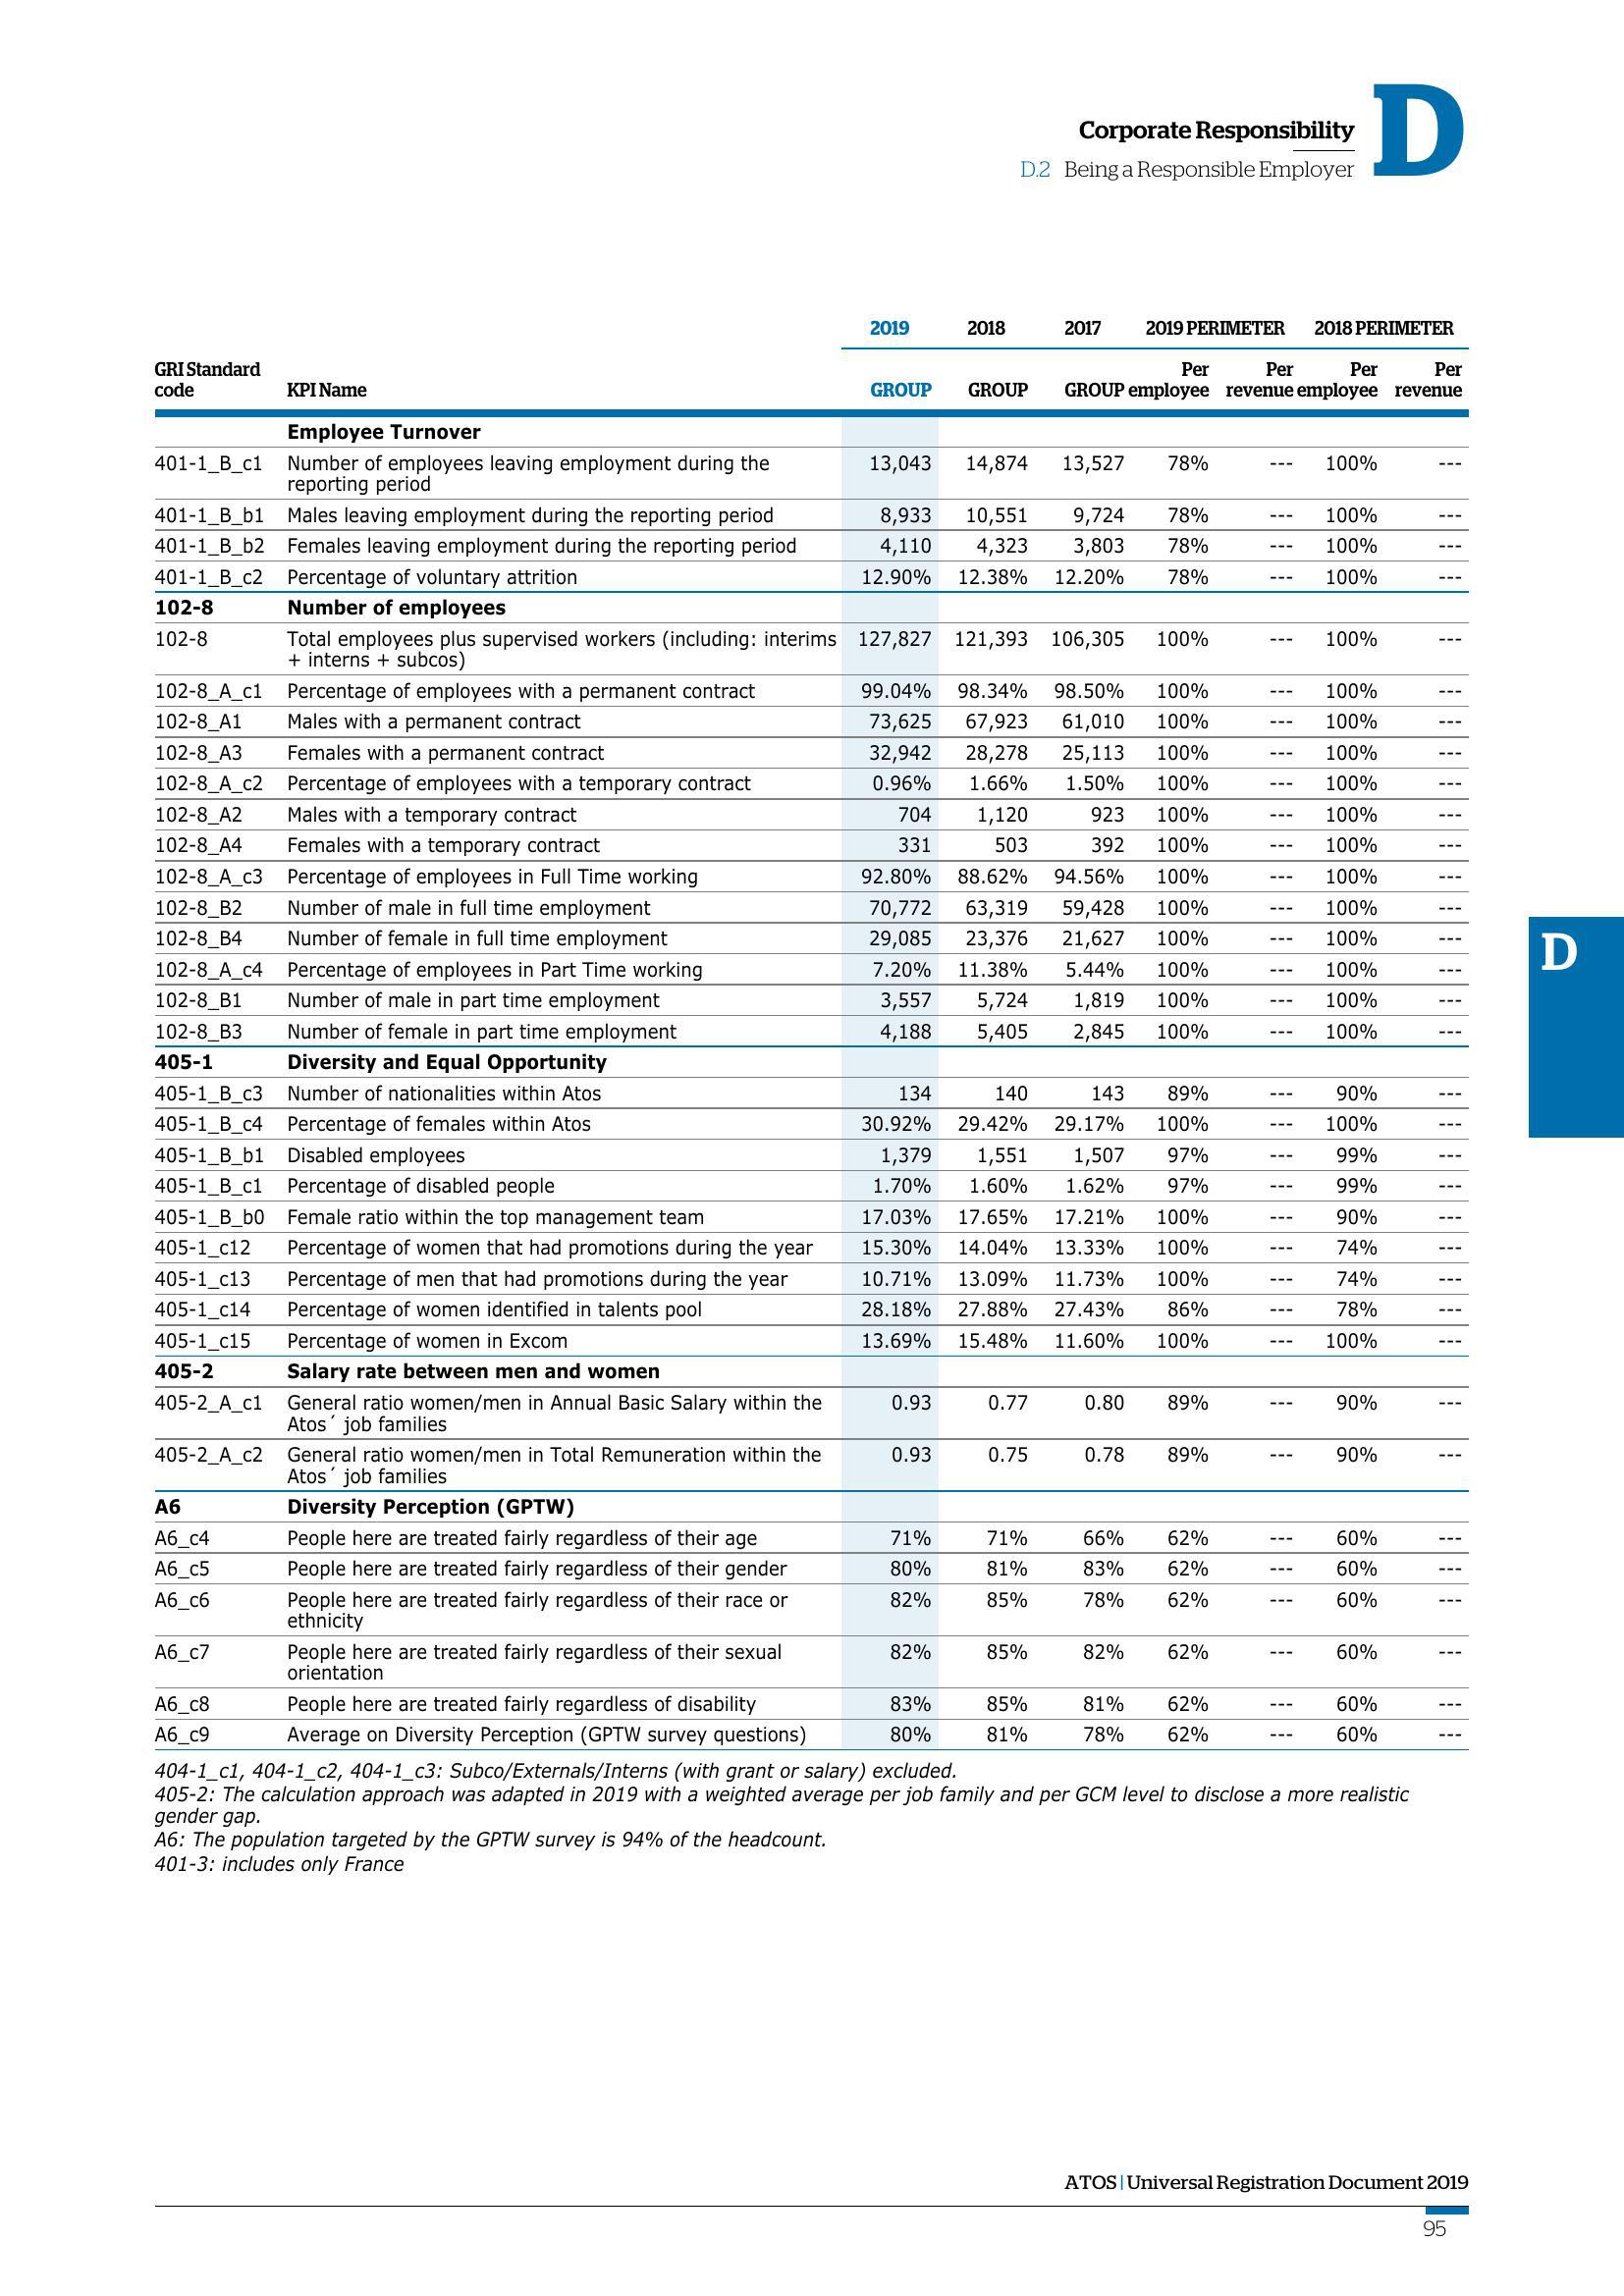 Corporate Responsibility
D.2 Being a Responsible Employer
D
2019 2018 2017 2019 PERIMETER 2018 PERIMETER
GRI Standard code KPI Name GROUP GROUP GROUP Per employee Per revenue Per employee Per revenue
Employee Turnover
401-1_B_c1 Number of employees leaving employment during the 13,043 14,874 13,527 78% --- 100% ---
reporting period
401-1_B_b1 Males leaving employment during the reporting period 8,933 10,551 9,724 78% --- 100% ---
401-1_B_b2 Females leaving employment during the reporting period 4,110 4,323 3,803 78% --- 100% ---
401-1_B_c2 Percentage of voluntary attrition 12.90% 12.38% 12.20% 78% --- 100% ---
102-8 Number of employees
102-8 Total employees plus supervised workers (including: interims 127,827 121,393 106,305 100% --- 100% ---
+ interns + subcos)
102-8_A_c1 Percentage of employees with a permanent contract 99.04% 98.34% 98.50% 100% --- 100% ---
102-8_A1 Males with a permanent contract 73,625 67,923 61,010 100% --- 100% ---
102-8_A3 Females with a permanent contract 32,942 28,278 25,113 100% --- 100% ---
102-8_A_c2 Percentage of employees with a temporary contract 0.96% 1.66% 1.50% 100% --- 100% ---
102-8_A2 Males with a temporary contract 704 1,120 923 100% --- 100% ---
102-8_A4 Females with a temporary contract 331 503 392 100% --- 100% ---
102-8_A_c3 Percentage of employees in Full Time working 92.80% 88.62% 94.56% 100% --- 100% ---
102-8_B2 Number of male in full time employment 70,772 63,319 59,428 100% --- 100% ---
102-8_B4 Number of female in full time employment 29,085 23,376 21,627 100% --- 100% ---
102-8_A_c4 Percentage of employees in Part Time working 7.20% 11.38% 5.44% 100% --- 100% ---
102-8_B1 Number of male in part time employment 3,557 5,724 1,819 100% --- 100% ---
102-8_B3 Number of female in part time employment 4,188 5,405 2,845 100% --- 100% ---
405-1 Diversity and Equal Opportunity
405-1_B_c3 Number of nationalities within Atos 134 140 143 89% --- 90% ---
405-1_B_c4 Percentage of females within Atos 30.92% 29.42% 29.17% 100% --- 100% ---
405-1_B_b1 Disabled employees 1,379 1,551 1,507 97% --- 99% ---
405-1_B_c1 Percentage of disabled people 1.70% 1.60% 1.62% 97% --- 99% ---
405-1_B_b0 Female ratio within the top management team 17.03% 17.65% 17.21% 100% --- 90% ---
405-1_c12 Percentage of women that had promotions during the year 15.30% 14.04% 13.33% 100% --- 74% ---
405-1_c13 Percentage of men that had promotions during the year 10.71% 13.09% 11.73% 100% --- 74% ---
405-1_c14 Percentage of women identified in talents pool 28.18% 27.88% 27.43% 86% --- 78% ---
405-1_c15 Percentage of women in Excom 13.69% 15.48% 11.60% 100% --- 100% ---
405-2 Salary rate between men and women
405-2_A_c1 General ratio women/men in Annual Basic Salary within the 0.93 0.77 0.80 89% --- 90% ---
Atos´ job families
405-2_A_c2 General ratio women/men in Total Remuneration within the 0.93 0.75 0.78 89% --- 90% ---
Atos´ job families
A6 Diversity Perception (GPTW)
A6_c4 People here are treated fairly regardless of their age 71% 71% 66% 62% --- 60% ---
A6_c5 People here are treated fairly regardless of their gender 80% 81% 83% 62% --- 60% ---
A6_c6 People here are treated fairly regardless of their race or 82% 85% 78% 62% --- 60% ---
ethnicity
A6_c7 People here are treated fairly regardless of their sexual 82% 85% 82% 62% --- 60% ---
orientation
A6_c8 People here are treated fairly regardless of disability 83% 85% 81% 62% --- 60% ---
A6_c9 Average on Diversity Perception (GPTW survey questions) 80% 81% 78% 62% --- 60% ---
404-1_c1, 404-1_c2, 404-1_c3: Subco/Externals/Interns (with grant or salary) excluded.
405-2: The calculation approach was adapted in 2019 with a weighted average per job family and per GCM level to disclose a more realistic
gender gap.
A6: The population targeted by the GPTW survey is 94% of the headcount.
401-3: includes only France
D
ATOS | Universal Registration Document 2019
95